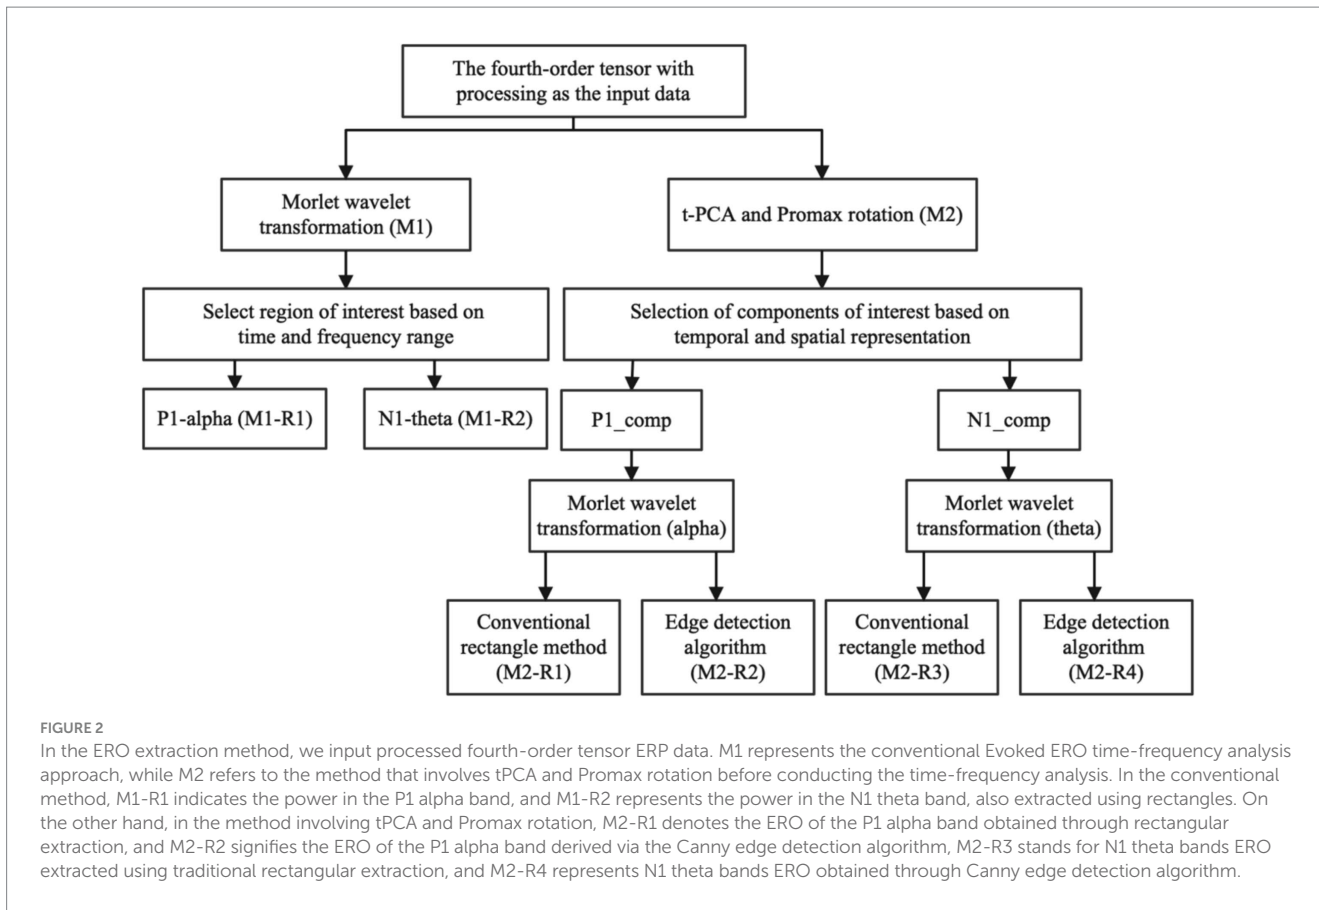 The fourth-order tensor with
processing as the input data
Morlet wavelet
transformation (M1)
t-PCA and Promax rotation (M2)
Select region of interest based on
time and frequency range
Selection of components of interest based on
temporal and spatial representation
P1-alpha (M1-R1)
N1-theta (M1-R2)
P1_comp
N1_comp
Morlet wavelet
transformation (alpha)
Morlet wavelet
transformation (theta)
Conventional
rectangle method
(M2-R1)
Edge detection
algorithm
(M2-R2)
Conventional
rectangle method
(M2-R3)
Edge detection
algorithm
(M2-R4)
FIGURE 2
In the ERO extraction method, we input processed fourth-order tensor ERP data. M1 represents the conventional Evoked ERO time-frequency analysis
approach, while M2 refers to the method that involves tPCA and Promax rotation before conducting the time-frequency analysis. In the conventional
method, M1-R1 indicates the power in the P1 alpha band, and M1-R2 represents the power in the N1 theta band, also extracted using rectangles. On
the other hand, in the method involving tPCA and Promax rotation, M2-R1 denotes the ERO of the P1 alpha band obtained through rectangular
extraction, and M2-R2 signifies the ERO of the P1 alpha band derived via the Canny edge detection algorithm, M2-R3 stands for N1 theta bands ERO
extracted using traditional rectangular extraction, and M2-R4 represents N1 theta bands ERO obtained through Canny edge detection algorithm.